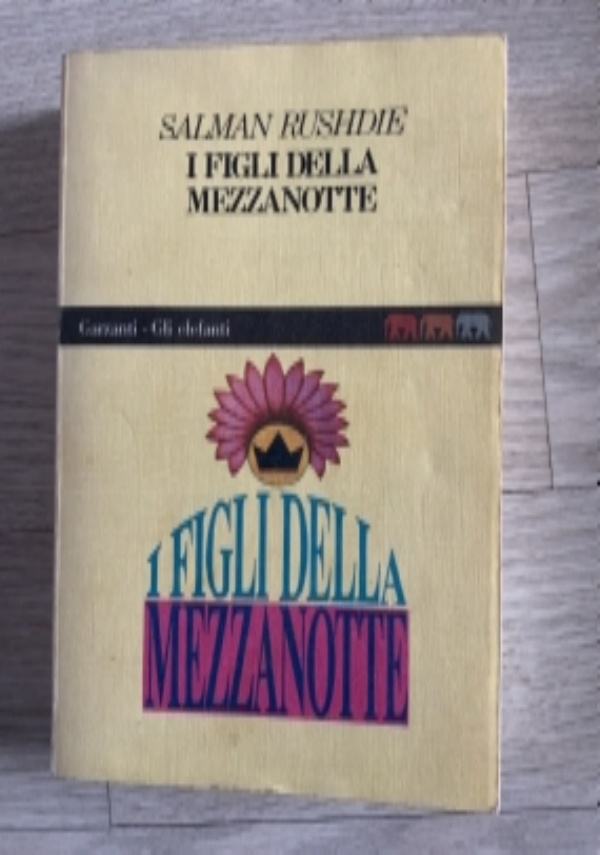 SALMAN RUSHDIE
I FIGLI DELLA
MEZZANOTTE
Garzanti - Gli elefanti
I FIGLI DELLA
MEZZANOTTE